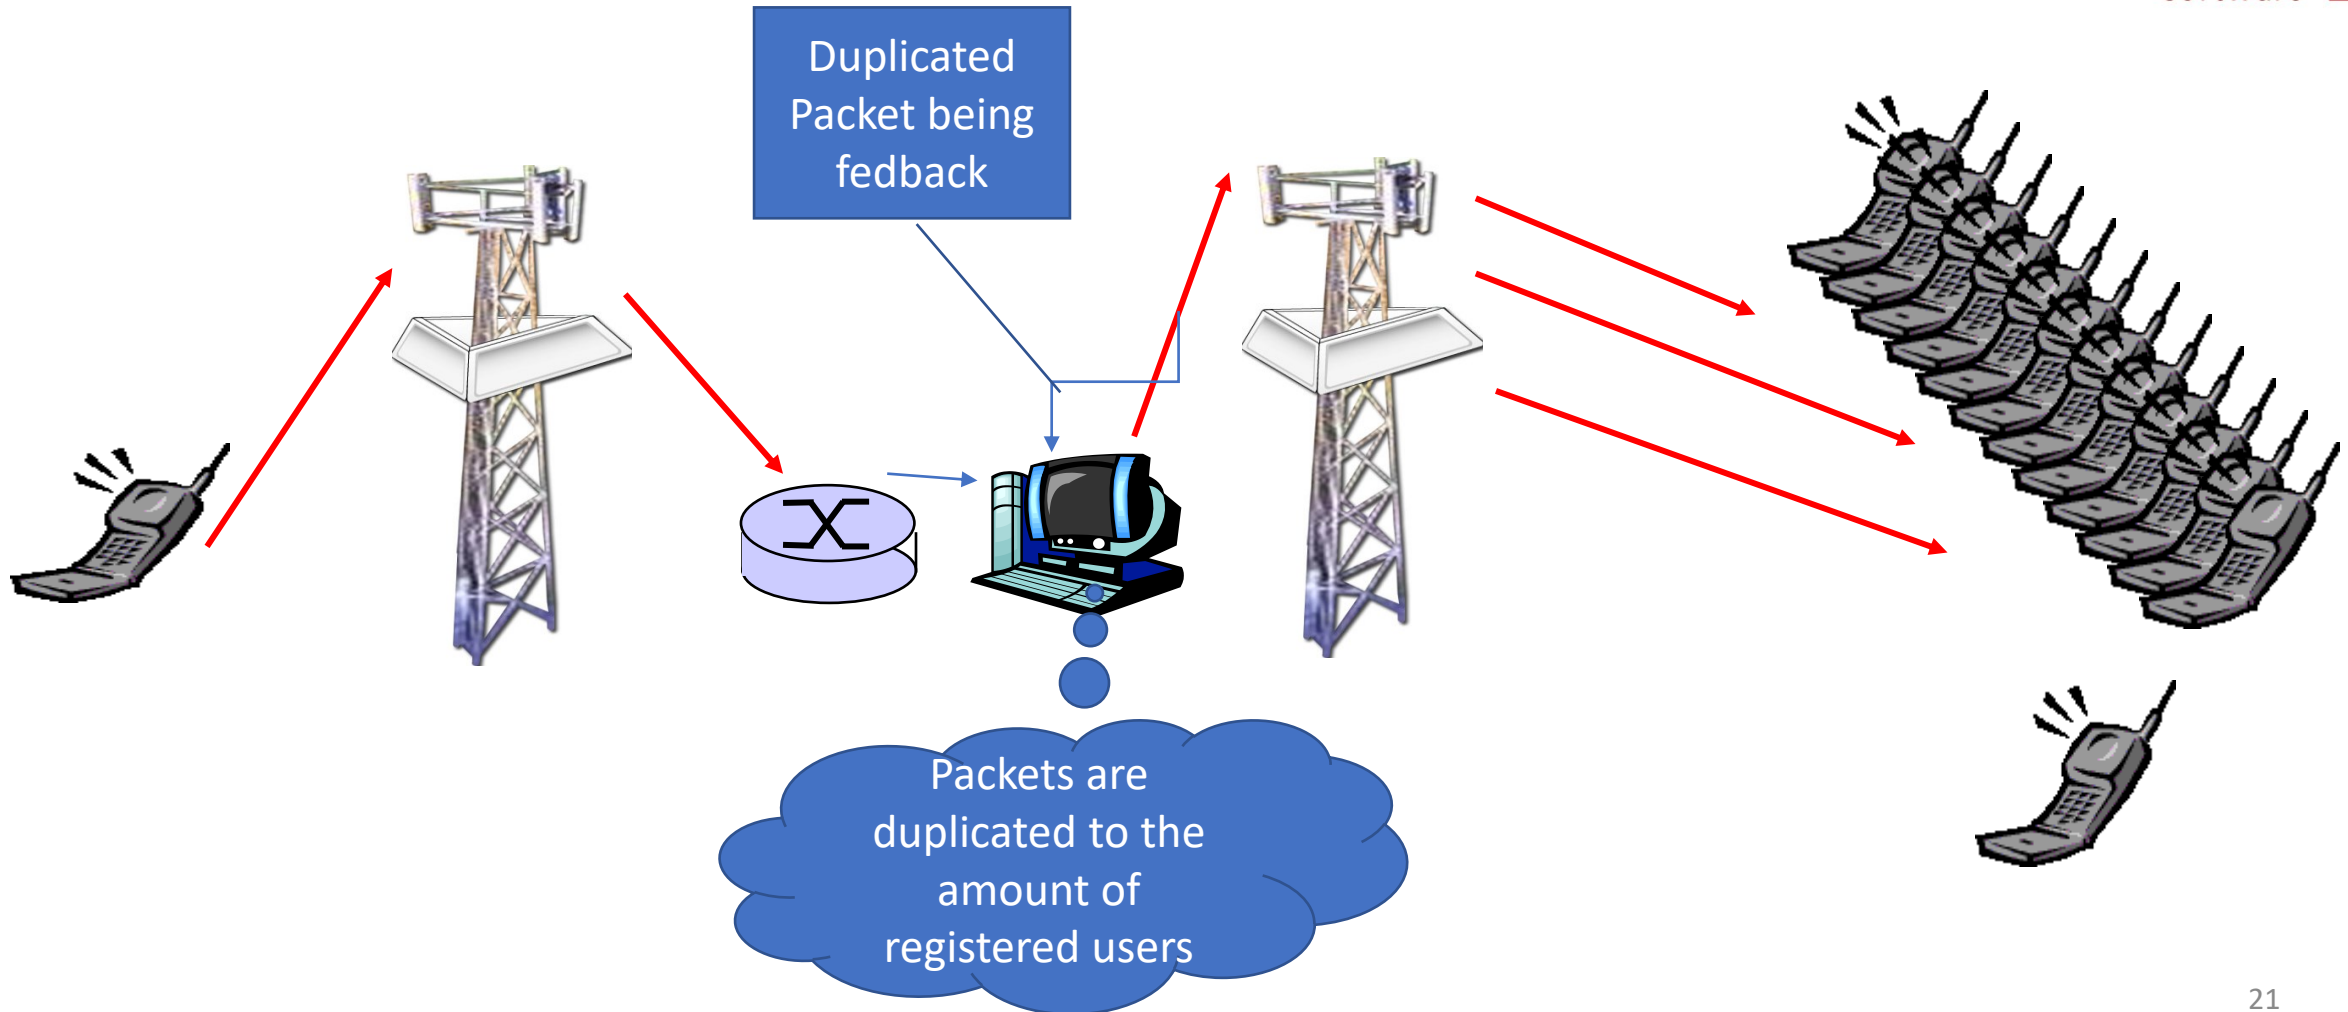 Duplicated
Packet being
fedback
Packets are
duplicated to the
amount of
registered users
21